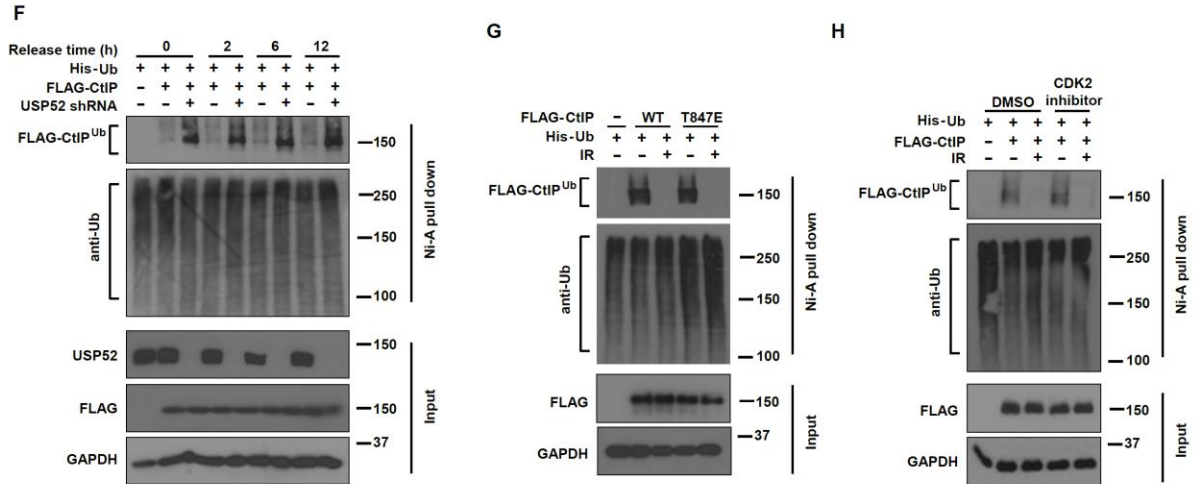 F
Release time (h) 0 2 6 12
His-Ub + + + + + + + + +
FLAG-CtIP - + + + + + + + +
USP52 shRNA - - + - + - + - +
FLAG-CtIP Ub
150
250
anti-Ub
150
100
Ni-A pull down
USP52
150
FLAG
150
37
GAPDH
Input
G
FLAG-CtIP - WT T847E
His-Ub + + + + +
IR - - + - +
FLAG-CtIP Ub
150
250
anti-Ub
150
100
Ni-A pull down
FLAG
150
37
GAPDH
Input
H
CDK2
DMSO inhibitor
His-Ub + + + + +
FLAG-CtIP - + + + +
IR - - + - +
FLAG-CtIP Ub
150
250
anti-Ub
150
100
Ni-A pull down
FLAG
150
37
GAPDH
Input